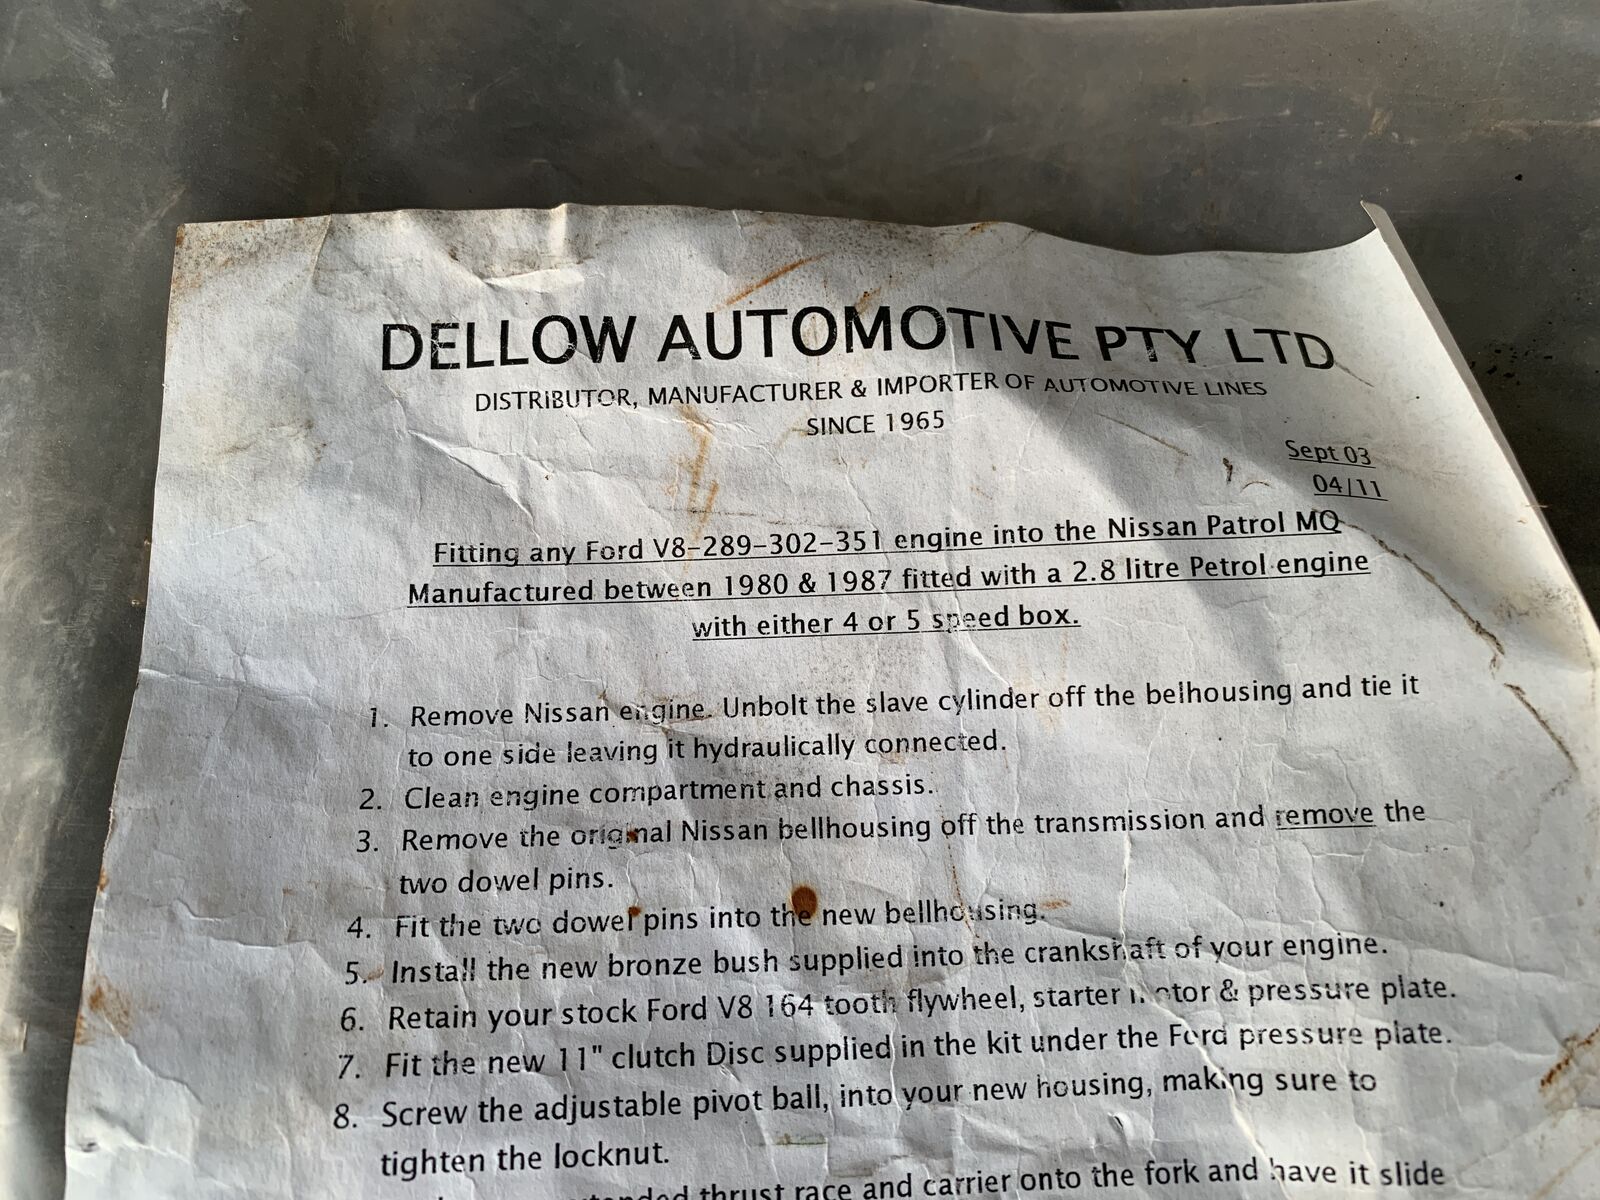 DELLOW AUTOMOTIVE PTY LTD
DISTRIBUTOR, MANUFACTURER & IMPORTER OF AUTOMOTIVE LINES
SINCE 1965
Sept 03
04/11
Fitting any Ford V8-289-302-351 engine into the Nissan Patrol MQ
Manufactured between 1980 & 1987 fitted with a 2.8 litre Petrol engine
with either 4 or 5 speed box.
1. Remove Nissan engine. Unbolt the slave cylinder off the belhousing and tie it
to one side leaving it hydraulically connected.
2. Clean engine compartment and chassis.
3. Remove the original Nissan bellhousing off the transmission and remove the
two dowel pins.
4. Fit the two dowel pins into the new bellhousing.
5. Install the new bronze bush supplied into the crankshaft of your engine.
6. Retain your stock Ford V8 164 tooth flywheel, starter motor & pressure plate.
7. Fit the new 11" clutch Disc supplied in the kit under the Ford pressure plate.
8. Screw the adjustable pivot ball, into your new housing, making sure to
tighten the locknut.
thrust race and carrier onto the fork and have it slide